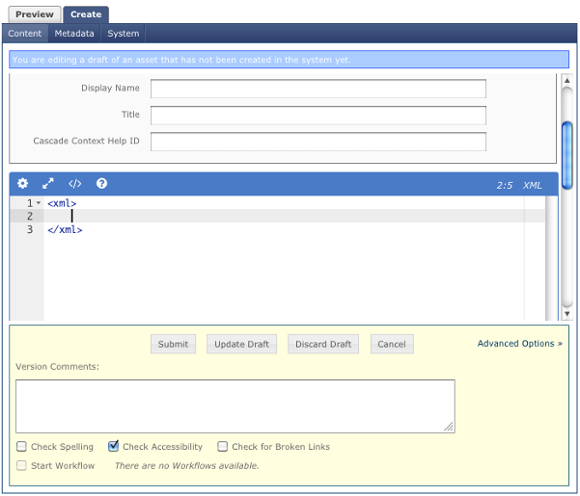 Preview Create
Content Metadata System
You are editing a draft of an asset that has not been created in the system yet.
Display Name
Title
Cascade Context Help ID
</> ? 2:5 XML
1 <xml>
2
3 </xml>
Submit Update Draft Discard Draft Cancel Advanced Options »
Version Comments:
Check Spelling Check Accessibility Check for Broken Links
Start Workflow There are no Workflows available.